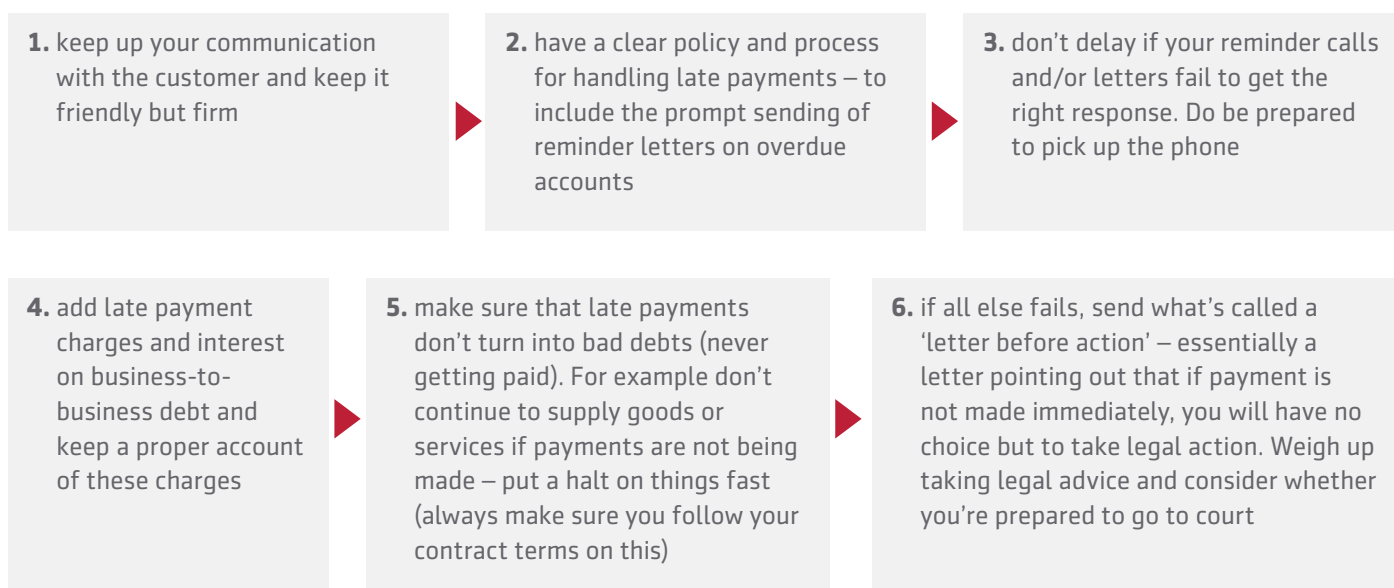 1. keep up your communication
with the customer and keep it
friendly but firm
2. have a clear policy and process
for handling late payments – to
include the prompt sending of
reminder letters on overdue
accounts
3. don’t delay if your reminder calls
and/or letters fail to get the
right response. Do be prepared
to pick up the phone
4. add late payment
charges and interest
on business-to-
business debt and
keep a proper account
of these charges
5. make sure that late payments
don’t turn into bad debts (never
getting paid). For example don’t
continue to supply goods or
services if payments are not being
made – put a halt on things fast
(always make sure you follow your
contract terms on this)
6. if all else fails, send what’s called a
‘letter before action’ – essentially a
letter pointing out that if payment is
not made immediately, you will have no
choice but to take legal action. Weigh up
taking legal advice and consider whether
you’re prepared to go to court